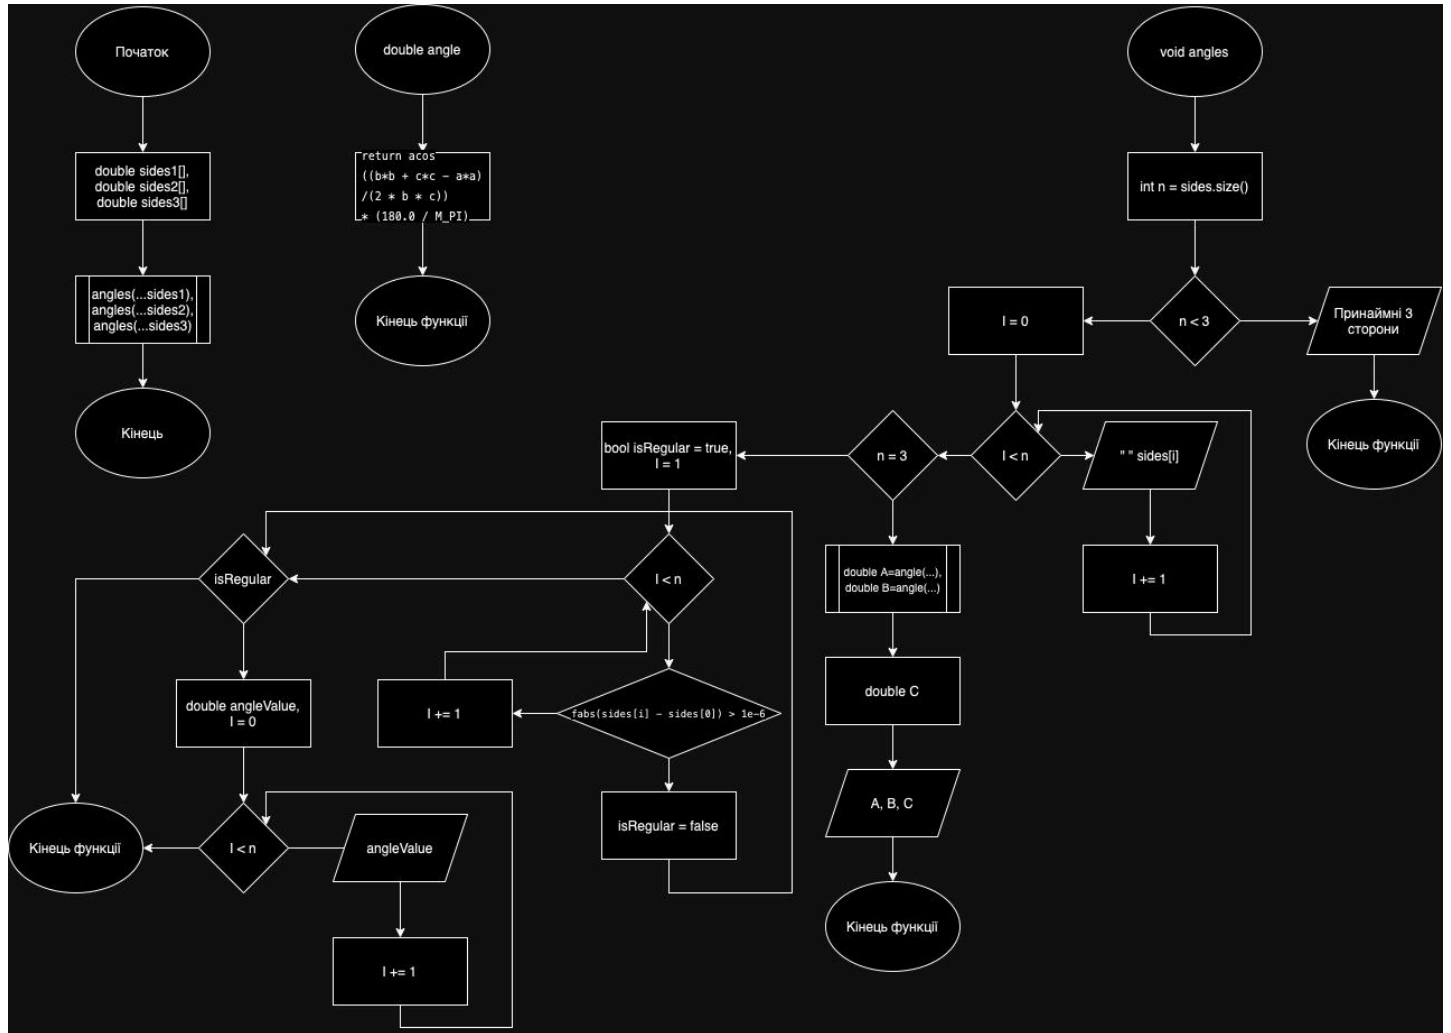 Початок
double sides1[],
double sides2[],
double sides3[]
angles(...sides1),
angles(...sides2),
angles(...sides3)
Кінець
double angle
return acos
((b*b + c*c – a*a)
/(2 * b * c))
* (180.0 / M_PI)
Кінець функції
void angles
int n = sides.size()
n < 3
Принаймні 3
сторони
Кінець функції
I = 0
I < n
" " sides[i]
I += 1
n = 3
double A=angle(...),
double B=angle(...)
double C
A, B, C
Кінець функції
bool isRegular = true,
I = 1
I < n
fabs(sides[i] – sides[0]) > 1e–6
I += 1
isRegular = false
isRegular
double angleValue,
I = 0
I < n
angleValue
I += 1
Кінець функції